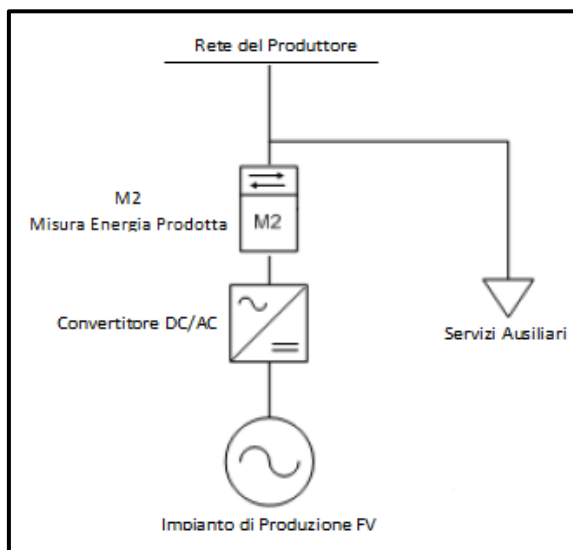 Rete del Produttore
M2
Misura Energia Prodotta
M2
Convertitore DC/AC
Servizi Ausiliari
Impianto di Produzione FV